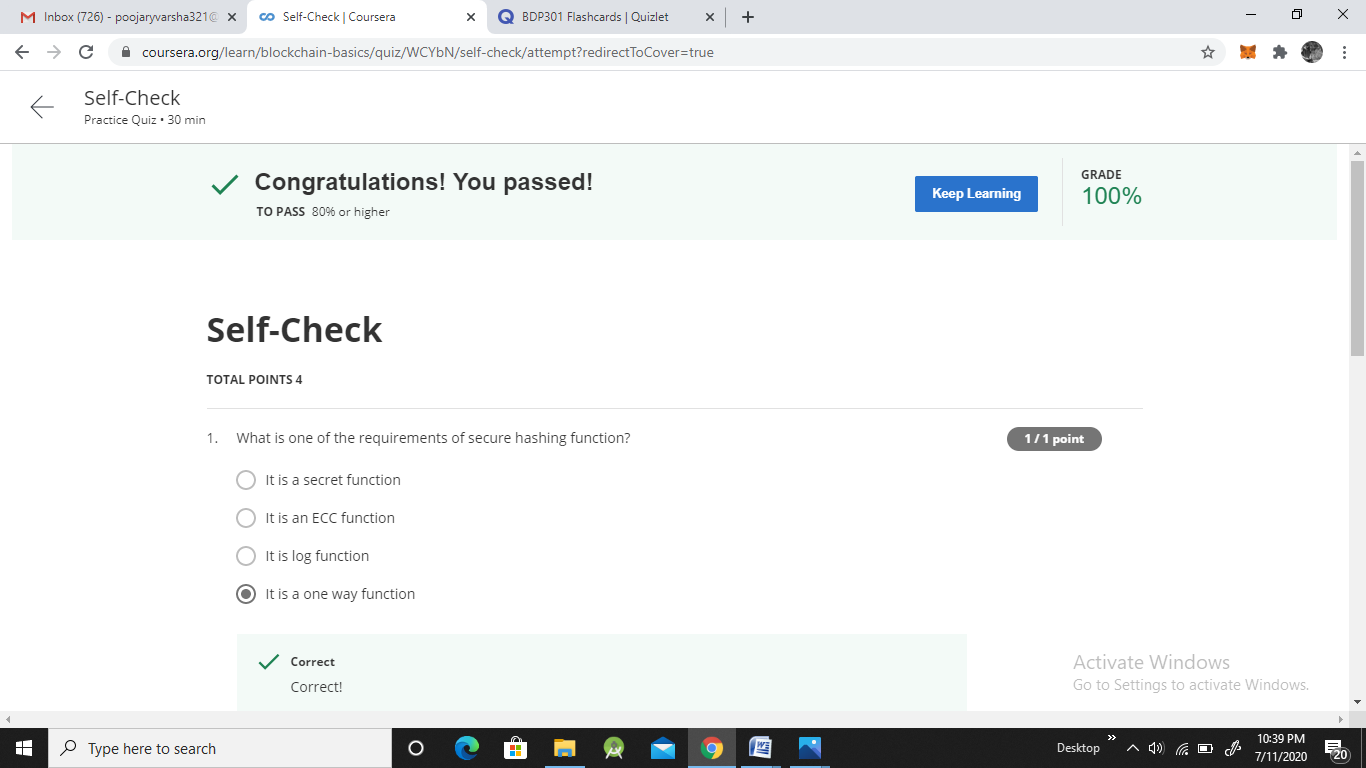 Inbox (726) - poojaryvarsha321@
Self-Check | Coursera
BDP301 Flashcards | Quizlet
coursera.org/learn/blockchain-basics/quiz/WCYbN/self-check/attempt?redirectToCover=true
Self-Check
Practice Quiz • 30 min
Congratulations! You passed!
TO PASS 80% or higher
Keep Learning
GRADE
100%
Self-Check
TOTAL POINTS 4
1. What is one of the requirements of secure hashing function?
1 / 1 point
It is a secret function
It is an ECC function
It is log function
It is a one way function
Correct
Correct!
Activate Windows
Go to Settings to activate Windows.
Type here to search
Desktop
10:39 PM
7/11/2020
20